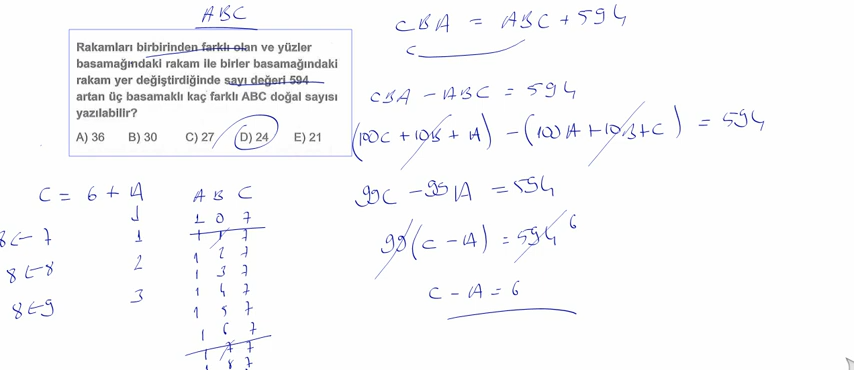 ABC
Rakamları birbirinden farklı olan ve yüzler
basamağındaki rakam ile birler basamağındaki
rakam yer değiştirdiğinde sayı değeri 594
artan üç basamaklı kaç farklı ABC doğal sayısı
yazılabilir?
A) 36 B) 30 C) 27 D) 24 E) 21
CBA = ABC + 594
CBA - ABC = 594
(100C + 10B + A) - (100A + 10B + C) = 594
99C - 99A = 594
99(C - A) = 594 6
C - A = 6
C = 6 + A
1
8 ← 7 1
8 ← 8 2
8 ← 9 3
A B C
1 0 7
1 1 7
1 2 7
1 3 7
1 4 7
1 5 7
1 6 7
1 7 7
1 8 7